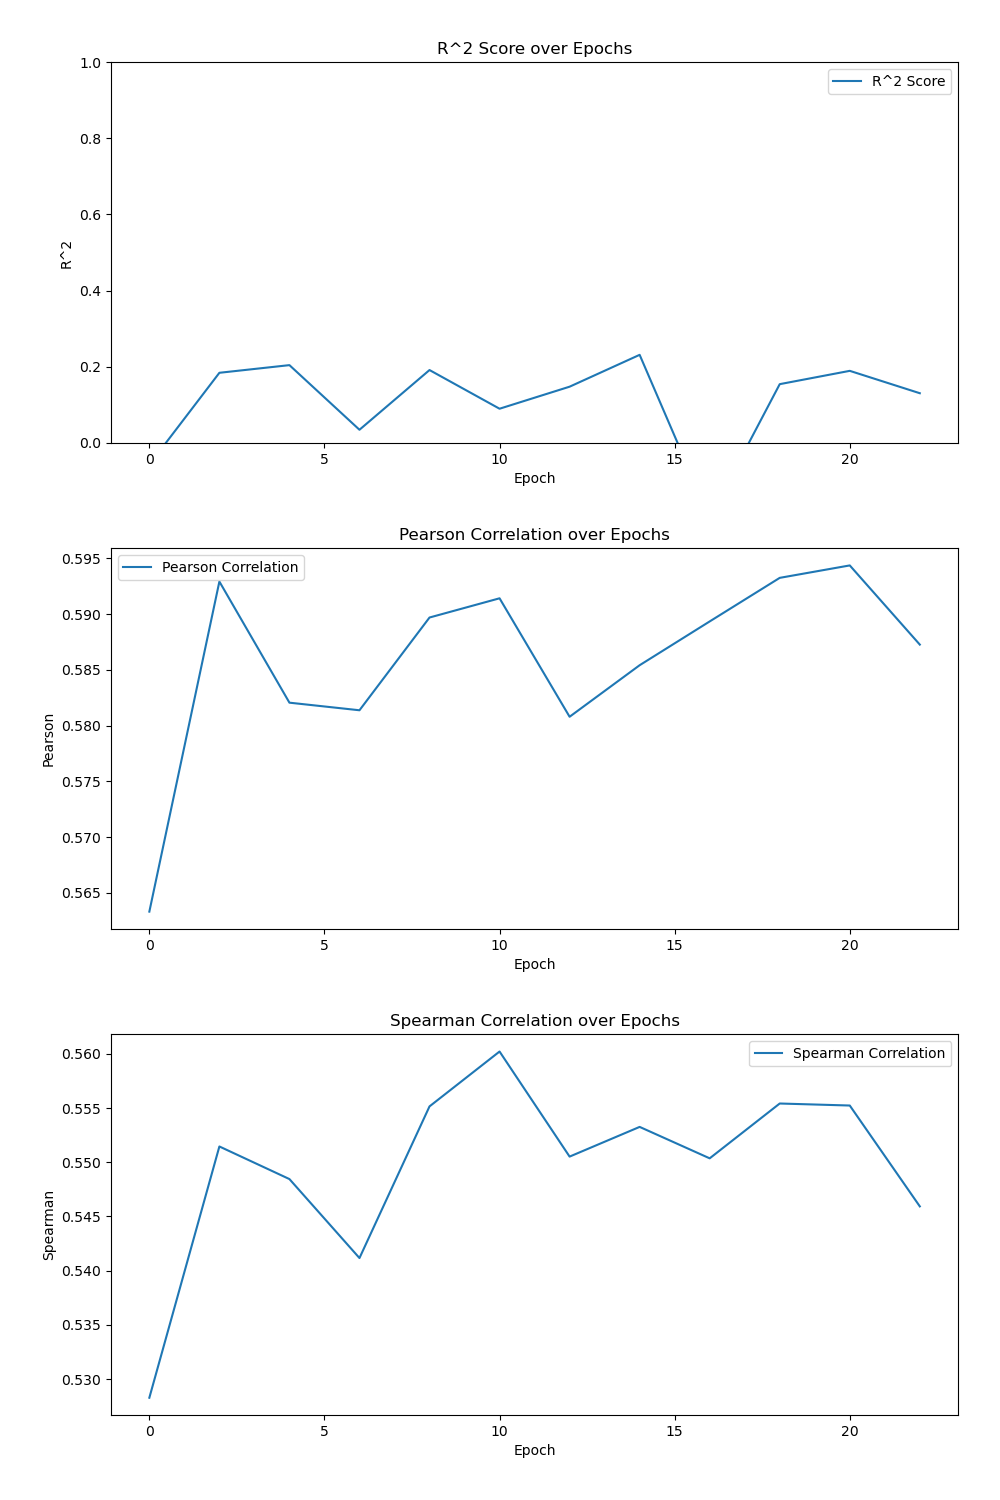 R^2 Score over Epochs
1.0
R^2 Score
0.8
0.6
R^2
0.4
0.2
0.0
0 5 10 15 20
Epoch
Pearson Correlation over Epochs
0.595
Pearson Correlation
0.590
0.585
0.580
Pearson
0.575
0.570
0.565
0 5 10 15 20
Epoch
Spearman Correlation over Epochs
0.560
Spearman Correlation
0.555
0.550
0.545
Spearman
0.540
0.535
0.530
0 5 10 15 20
Epoch